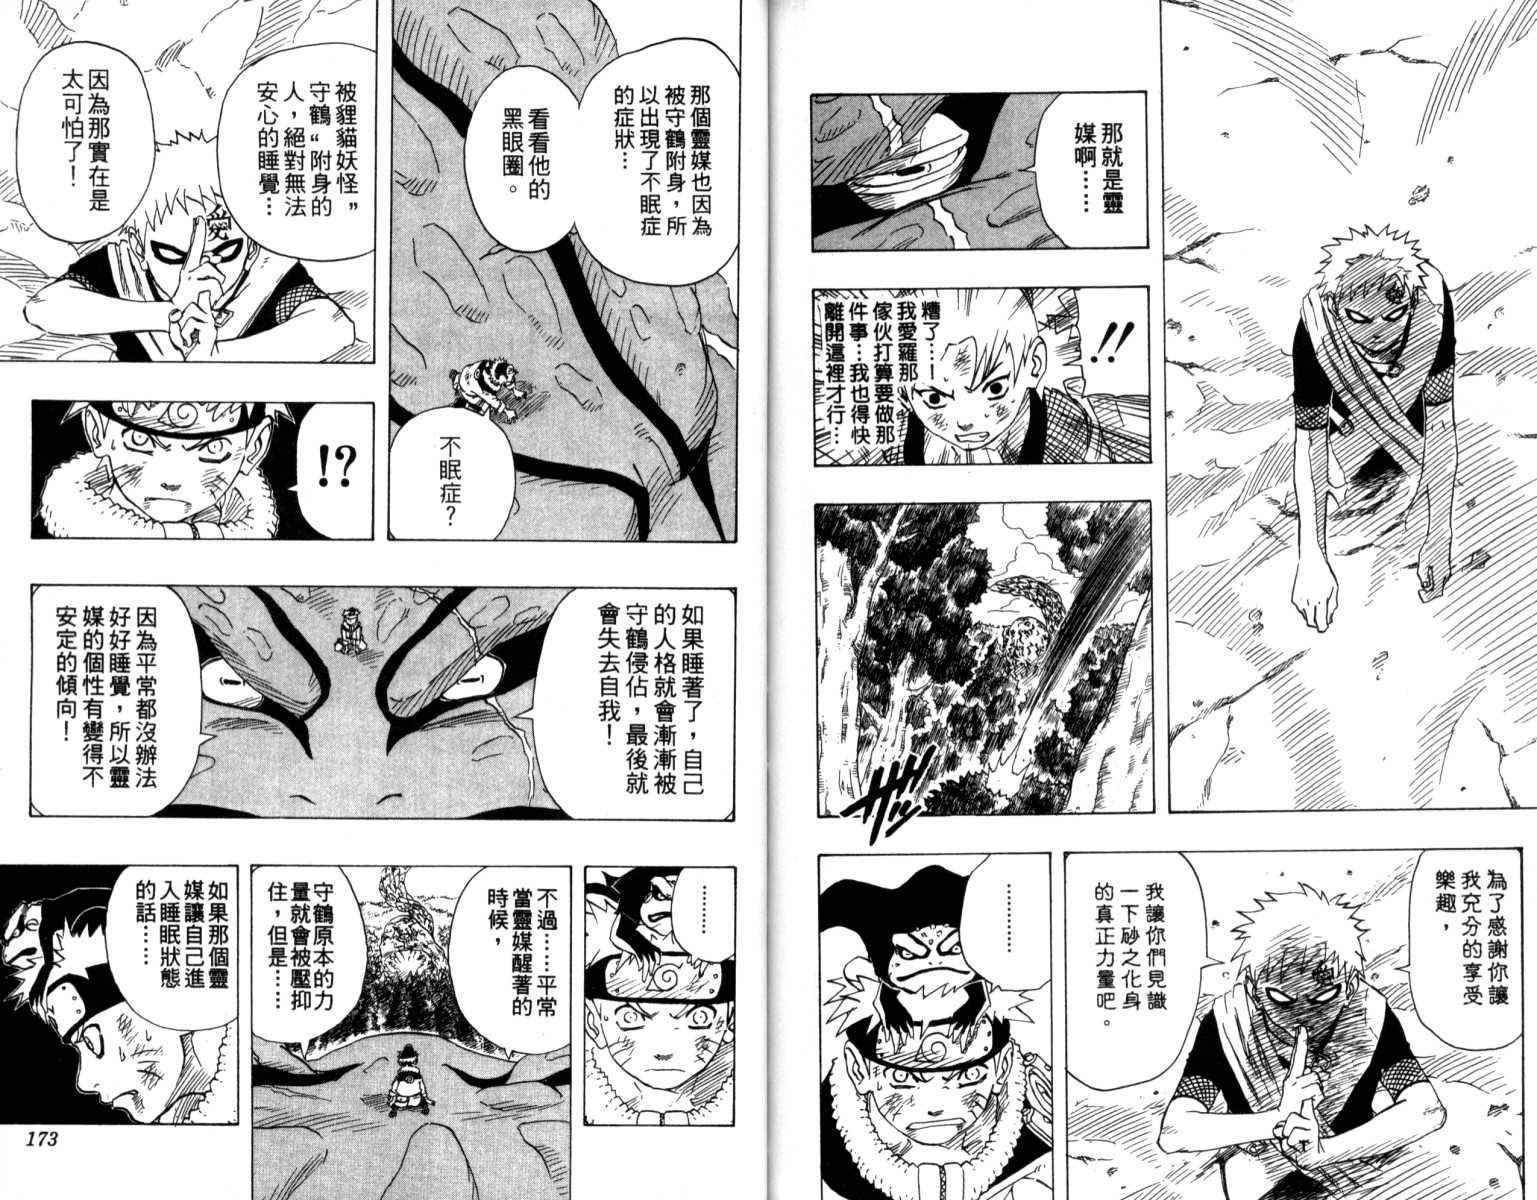 那就是靈
媒啊……
!!
糟了……!
我愛羅那
傢伙打算要做那
件事…我也得快
離開這裡才行…
為了感謝你讓
我充分的享受
樂趣，
我讓你們見識
一下砂之化身
的真正力量吧。
…………
那個靈媒也因為
被守鶴附身，所
以出現了不眠症
的症狀…
看看他的
黑眼圈。
不眠症？
被貍貓妖怪“
守鶴“附身的
人，絕對無法
安心的睡覺…
因為那實在是
太可怕了！
愛
!?
如果睡著了，自己
的人格就會漸漸被
守鶴侵佔，最後就
會失去自我！
因為平常都沒辦法
好好睡覺，所以靈
媒的個性有變得不
安定的傾向！
………
不過……平常
當靈媒醒著的
時候，
守鶴原本的力
量就會被壓抑
住，但是……
如果那個靈
媒讓自己進
入睡眠狀態
的話……
173